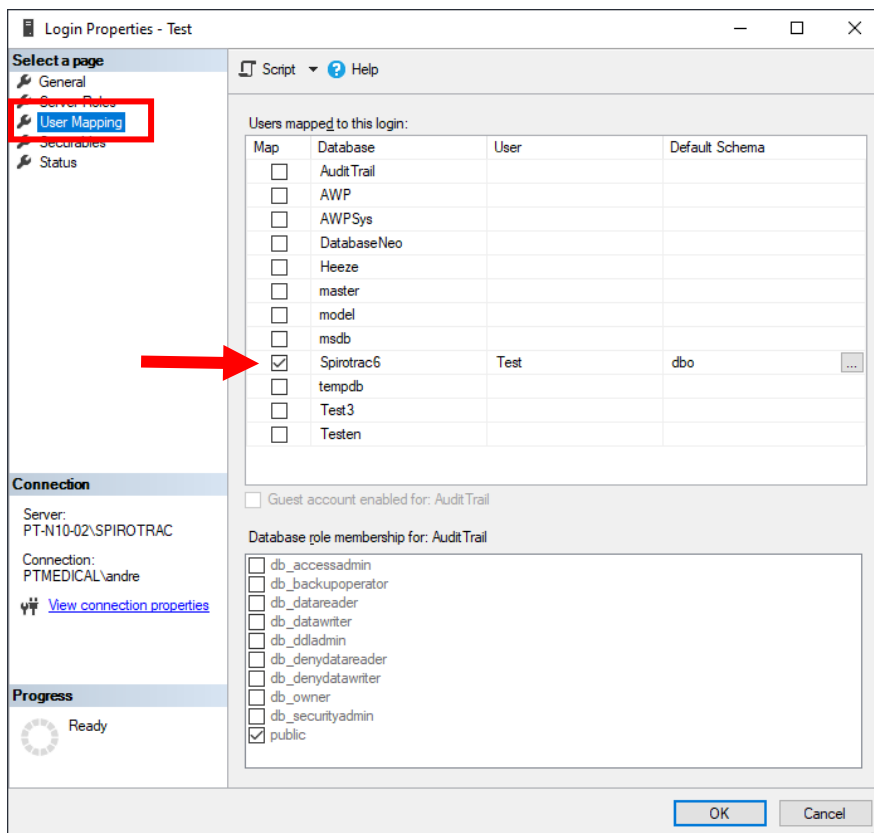 Login Properties - Test
Select a page
General
Server Roles
User Mapping
Securables
Status
Script
Help
Users mapped to this login:
Map Database User Default Schema
AuditTrail
AWP
AWPSys
DatabaseNeo
Heeze
master
model
msdb
Spirotrac6 Test dbo ...
tempdb
Test3
Testen
Guest account enabled for: AuditTrail
Database role membership for: AuditTrail
db_accessadmin
db_backupoperator
db_datareader
db_datawriter
db_ddladmin
db_denydatareader
db_denydatawriter
db_owner
db_securityadmin
public
Connection
Server:
PT-N10-02\SPIROTRAC
Connection:
PTMEDICAL\andre
View connection properties
Progress
Ready
OK Cancel